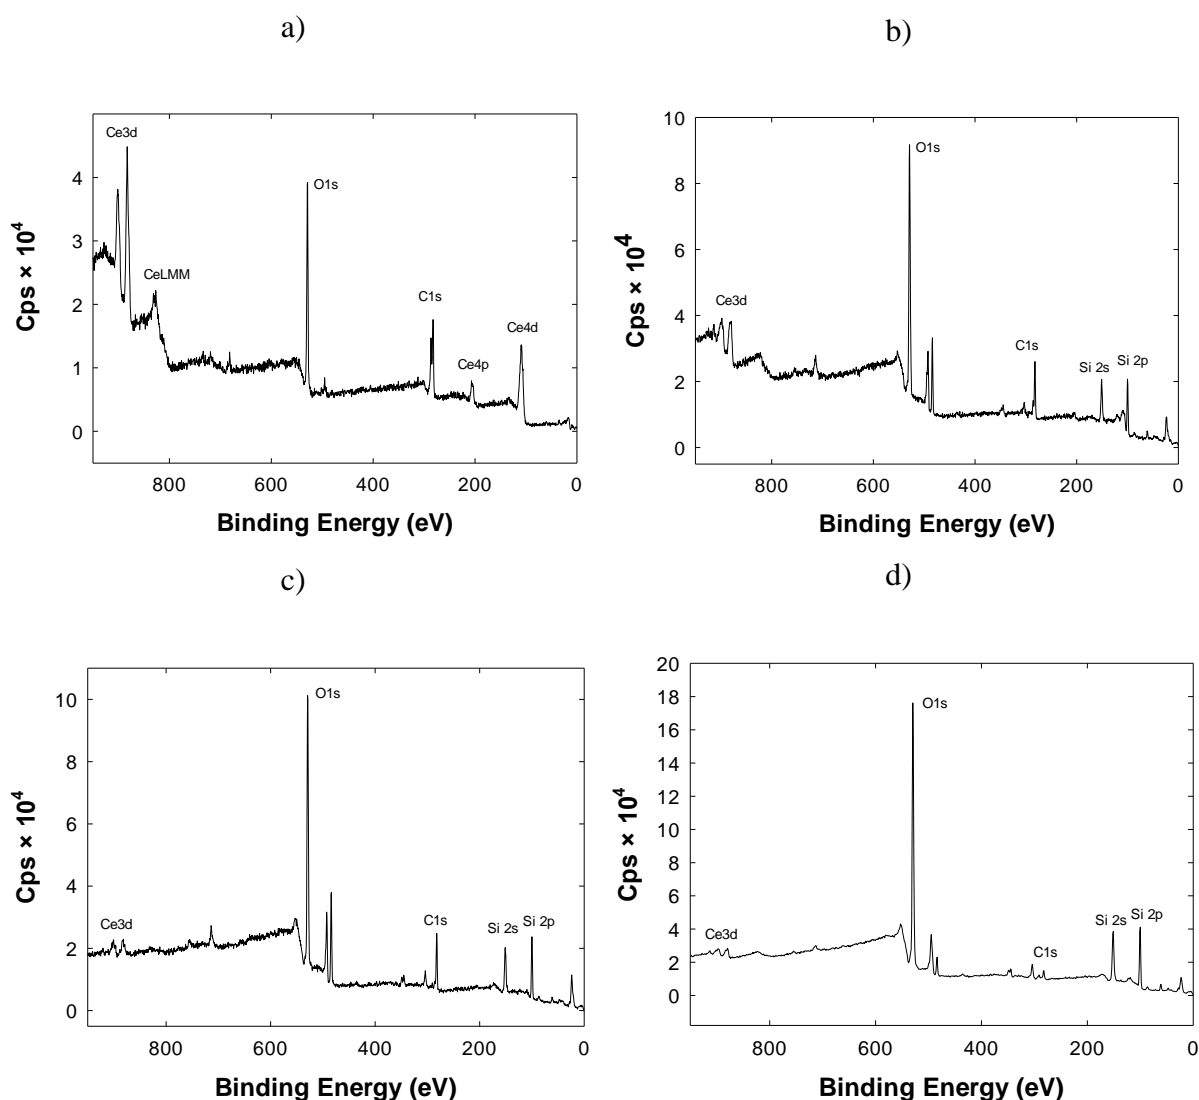 a)
Ce3d
CeLMM
O1s
C1s
Ce4p
Ce4d
4
3
2
1
0
Cps × 10⁴
800 600 400 200 0
Binding Energy (eV)
b)
O1s
Ce3d
C1s
Si 2s
Si 2p
10
8
6
4
2
0
Cps × 10⁴
800 600 400 200 0
Binding Energy (eV)
c)
O1s
Ce3d
C1s
Si 2s
Si 2p
10
8
6
4
2
0
Cps × 10⁴
800 600 400 200 0
Binding Energy (eV)
d)
O1s
Ce3d
C1s
Si 2s
Si 2p
20
18
16
14
12
10
8
6
4
2
0
Cps × 10⁴
800 600 400 200 0
Binding Energy (eV)